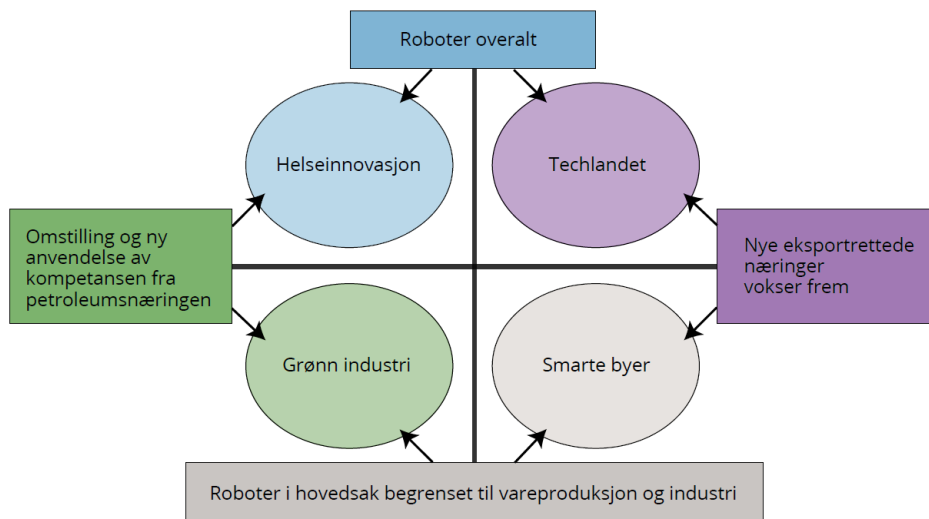 Roboter overalt
Helseinnovasjon
Techlandet
Omstilling og ny
anvendelse av
kompetansen fra
petroleumsnæringen
Nye eksportrettede
næringer
vokser frem
Grønn industri
Smarte byer
Roboter i hovedsak begrenset til vareproduksjon og industri